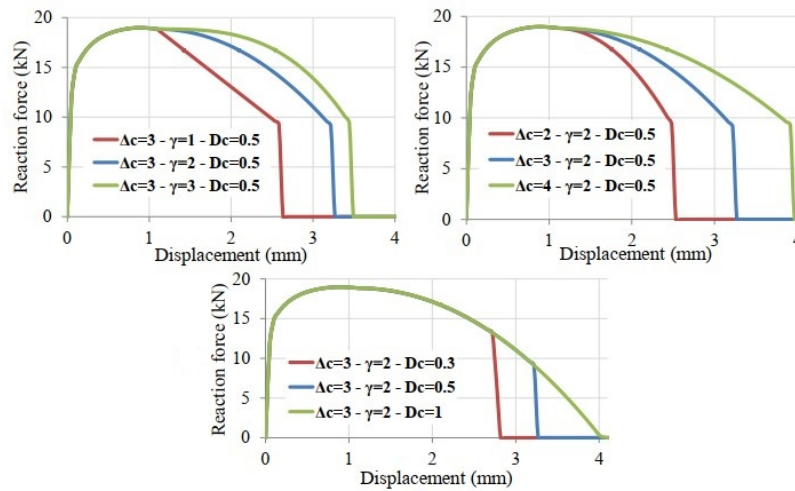 Reaction force (kN)
20
15
10
5
0
Δc=3 - γ=1 - Dc=0.5
Δc=3 - γ=2 - Dc=0.5
Δc=3 - γ=3 - Dc=0.5
0 1 2 3 4
Displacement (mm)
Reaction force (kN)
20
15
10
5
0
Δc=2 - γ=2 - Dc=0.5
Δc=3 - γ=2 - Dc=0.5
Δc=4 - γ=2 - Dc=0.5
0 1 2 3 4
Displacement (mm)
Reaction force (kN)
20
15
10
5
0
Δc=3 - γ=2 - Dc=0.3
Δc=3 - γ=2 - Dc=0.5
Δc=3 - γ=2 - Dc=1
0 1 2 3 4
Displacement (mm)